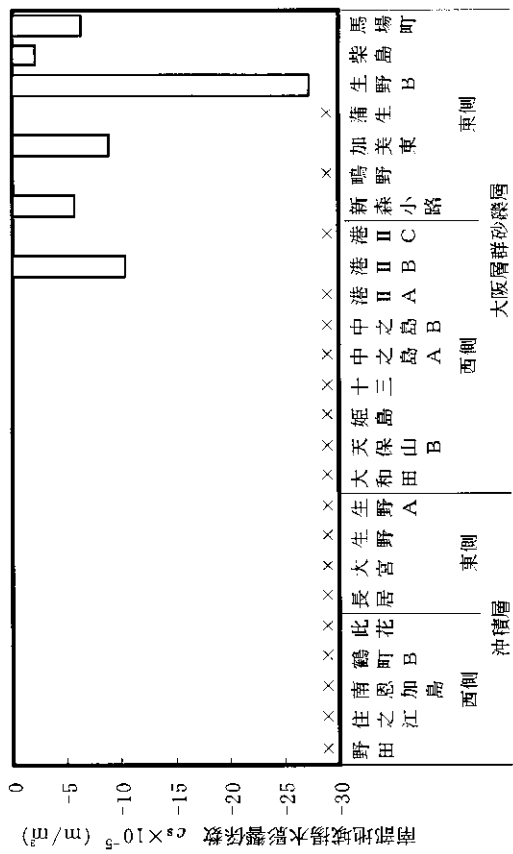 南部地域揚水影響係数 cs×10⁻⁵ (m/m³)
0
-5
-10
-15
-20
-25
-30
× × × × × × × × × × × × × × × × × × ×
野田
住之江
南恩加島
鶴町B
此花
長居
大宮
生野
生野A
大和田
天保山B
姫島
十三
中之島A
中之島B
港ⅡA
港ⅡB
港ⅡC
新森小路
鴫野
加美東
蒲生
生野B
柴島
馬場町
西側
東側
西側
東側
沖積層
大阪層群砂礫層